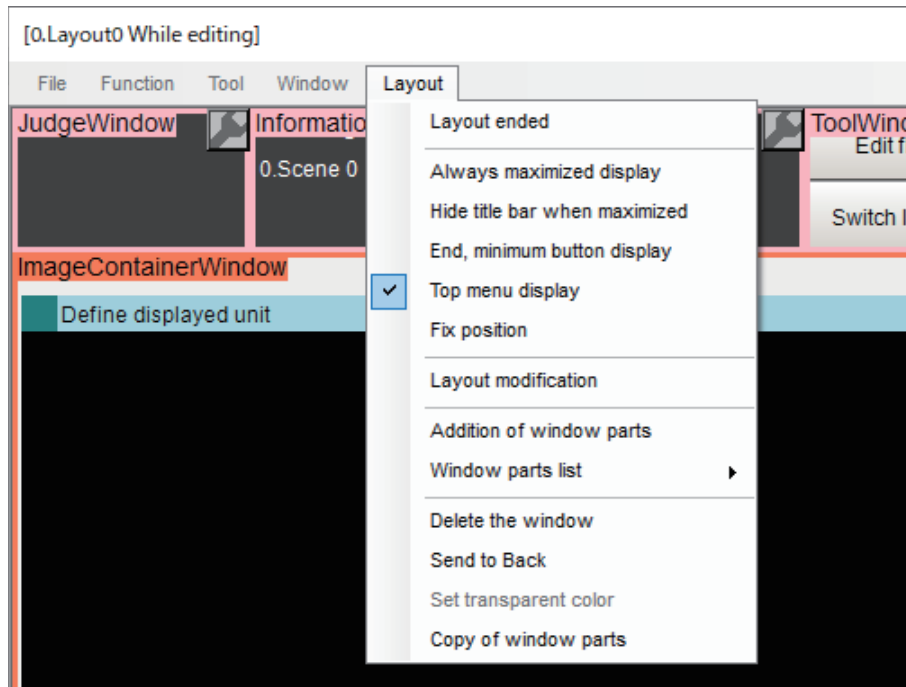 [0.Layout0 While editing]
File Function Tool Window Layout
JudgeWindow
0.Scene 0
Edit
Switch
ImageContainerWindow
Define displayed unit
Layout ended
Always maximized display
Hide title bar when maximized
End, minimum button display
Top menu display
Fix position
Layout modification
Addition of window parts
Window parts list
Delete the window
Send to Back
Set transparent color
Copy of window parts